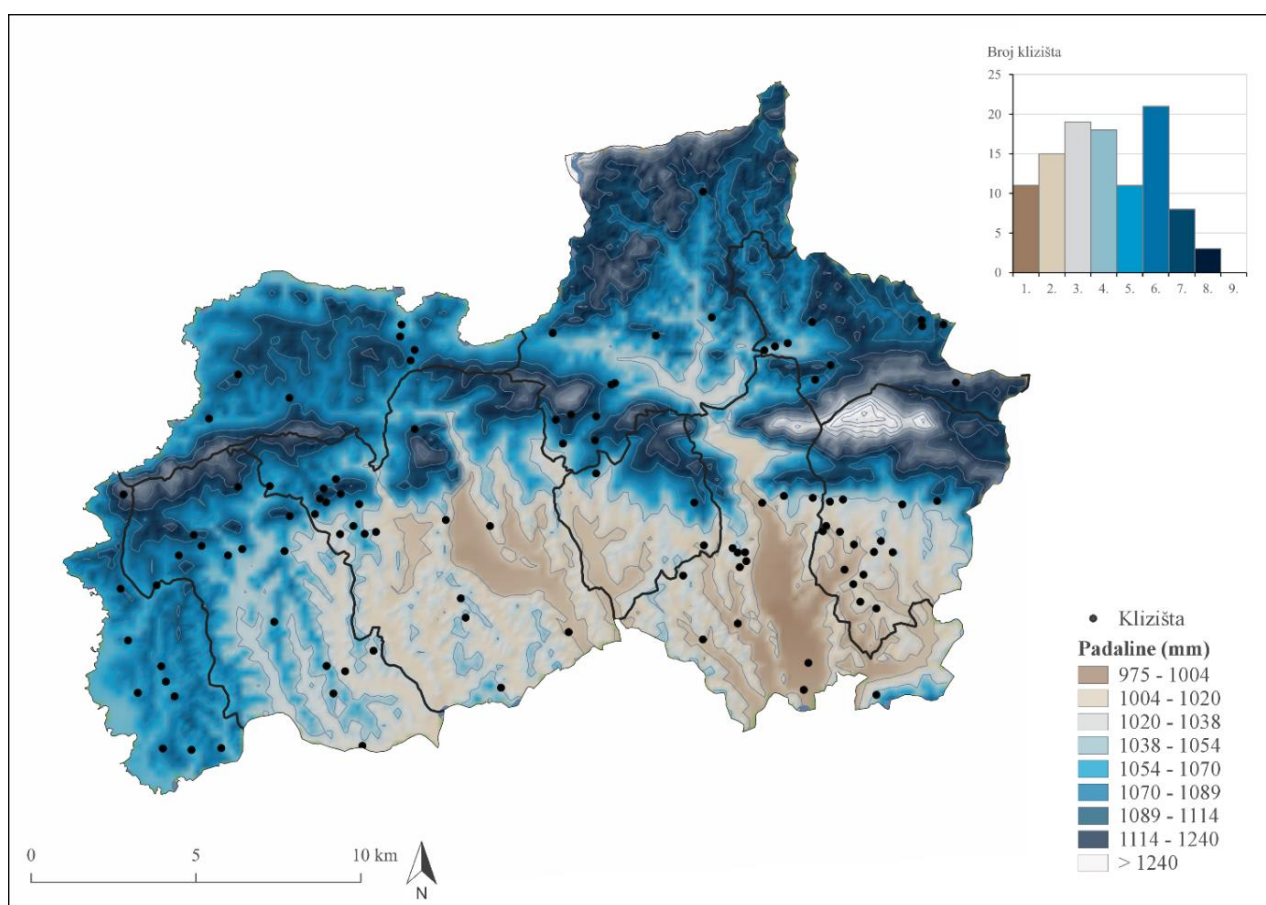 Broj klizišta
25
20
15
10
5
0
1. 2. 3. 4. 5. 6. 7. 8. 9.
Klizišta
Padaline (mm)
975 - 1004
1004 - 1020
1020 - 1038
1038 - 1054
1054 - 1070
1070 - 1089
1089 - 1114
1114 - 1240
> 1240
0 5 10 km
N